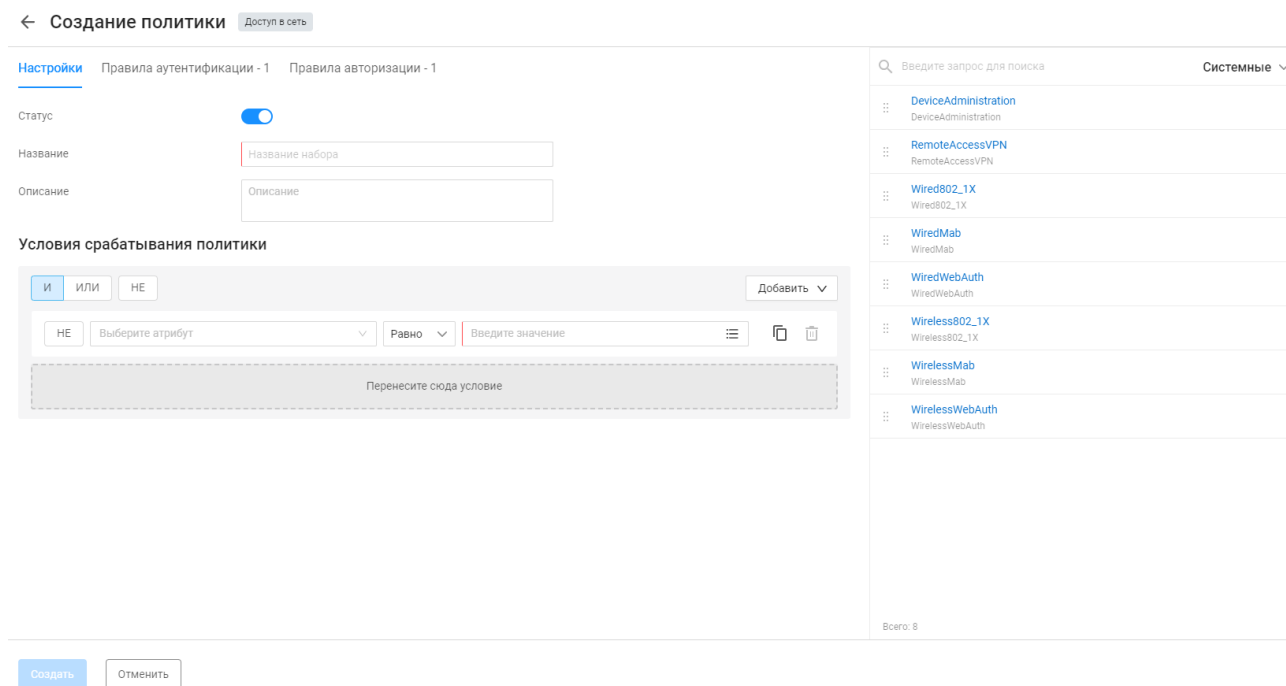 Создание политики Доступ в сеть
Настройки Правила аутентификации - 1 Правила авторизации - 1
Статус
Название Название набора
Описание Описание
Условия срабатывания политики
И ИЛИ НЕ Добавить
НЕ Выберите атрибут Равно Введите значение
Перенесите сюда условие
Создать Отменить
Введите запрос для поиска Системные
DeviceAdministration
DeviceAdministration
RemoteAccessVPN
RemoteAccessVPN
Wired802_1X
Wired802_1X
WiredMab
WiredMab
WiredWebAuth
WiredWebAuth
Wireless802_1X
Wireless802_1X
WirelessMab
WirelessMab
WirelessWebAuth
WirelessWebAuth
Всего: 8